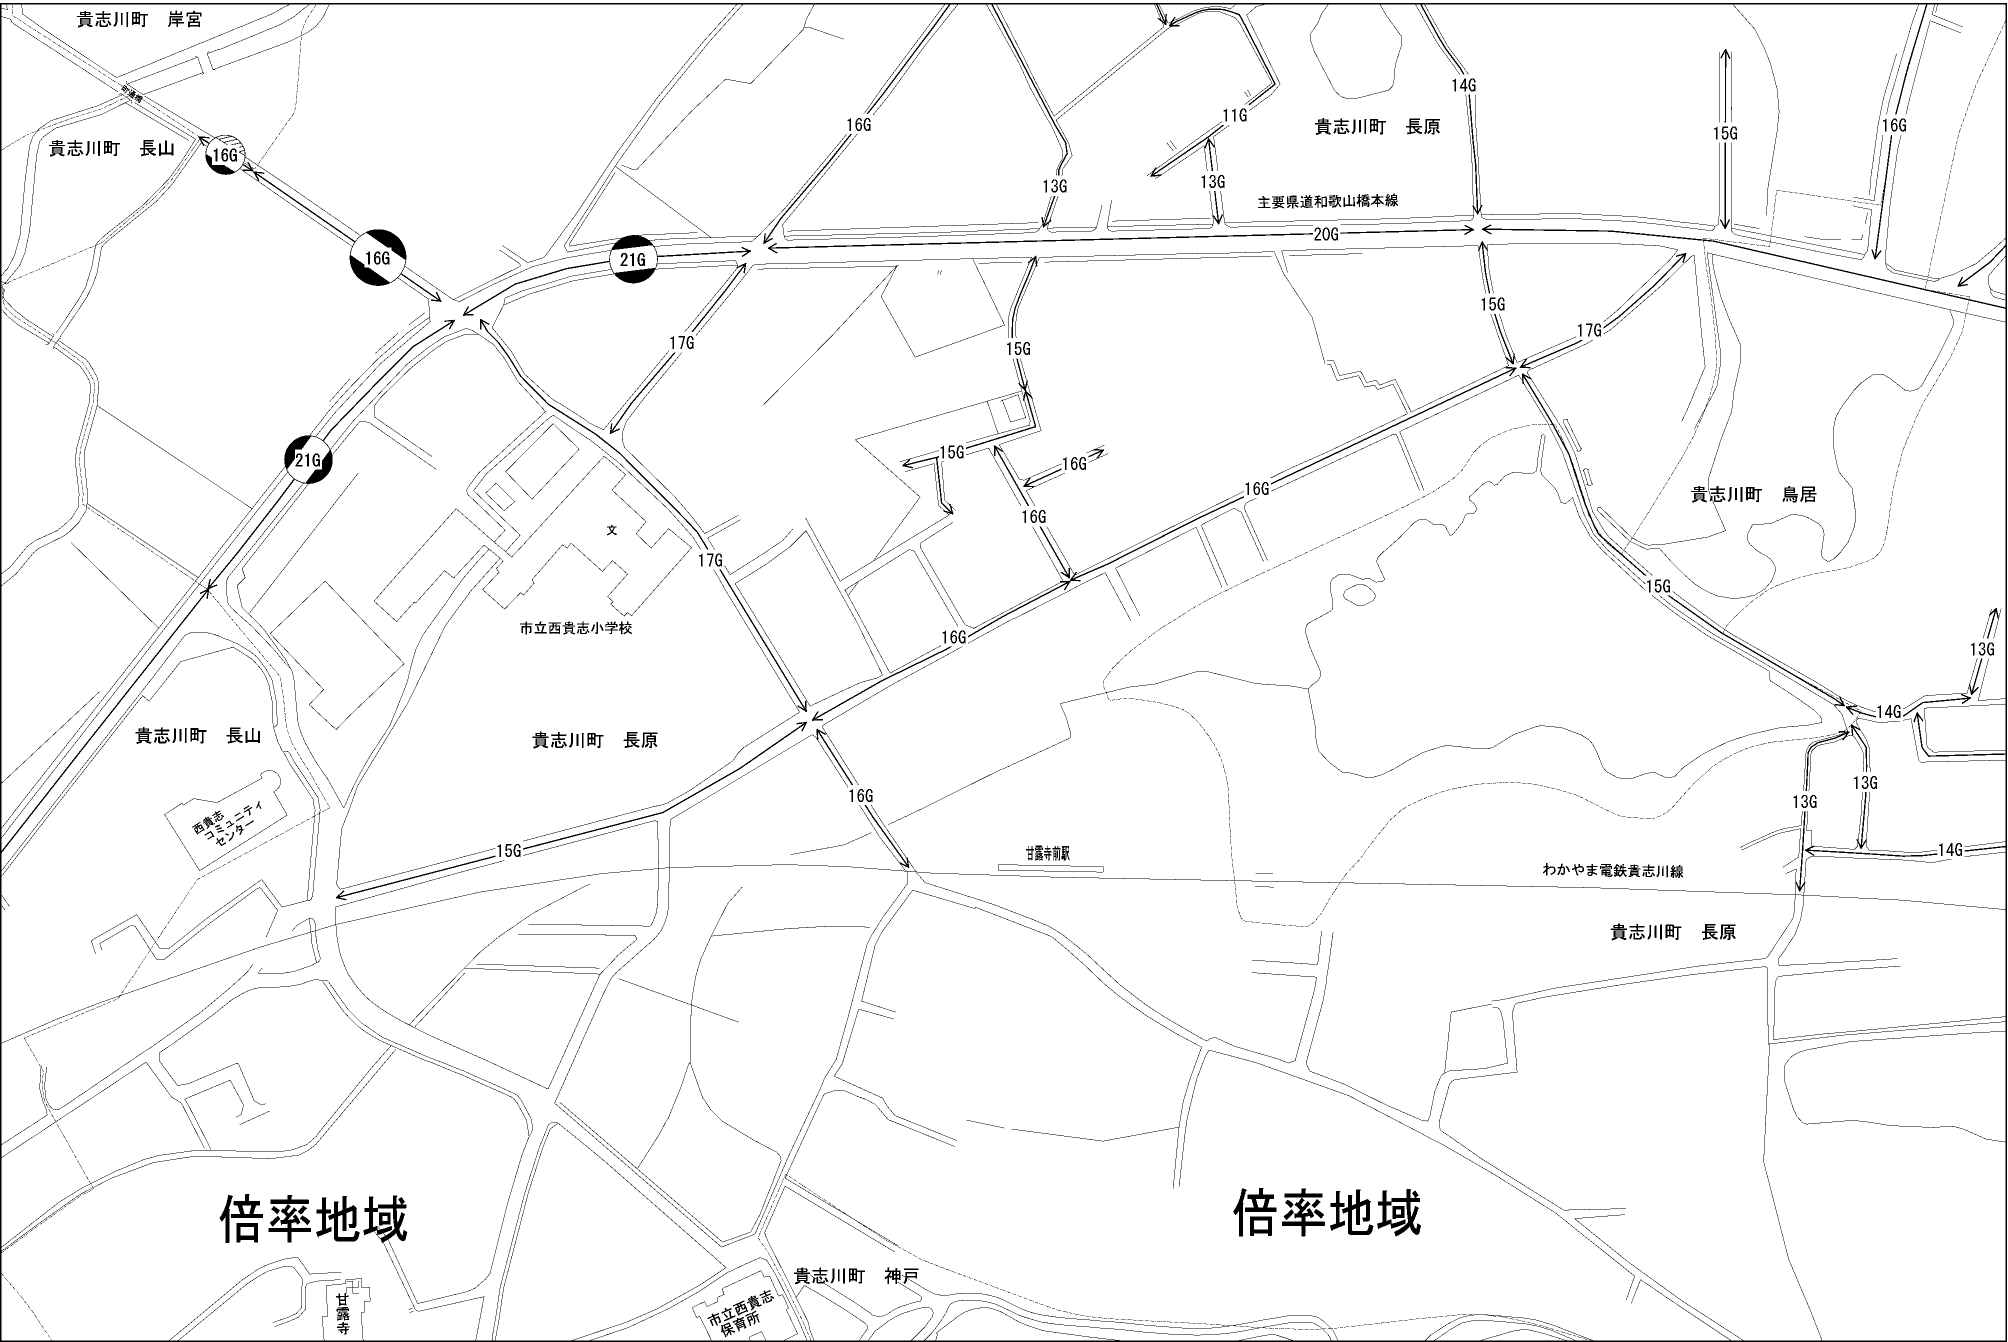 貴志川町　岸宮
町道橋
貴志川町　長山
16G
16G
21G
16G
13G
11G
13G
14G
貴志川町　長原
15G
16G
主要県道和歌山橋本線
20G
17G
15G
15G
17G
21G
15G
16G
16G
16G
貴志川町　鳥居
文
17G
15G
市立西貴志小学校
16G
13G
貴志川町　長山
貴志川町　長原
14G
16G
13G
13G
西貴志
コミュニティ
センター
15G
甘露寺前駅
14G
わかやま電鉄貴志川線
貴志川町　長原
倍率地域
倍率地域
貴志川町　神戸
甘露寺
市立西貴志
保育所